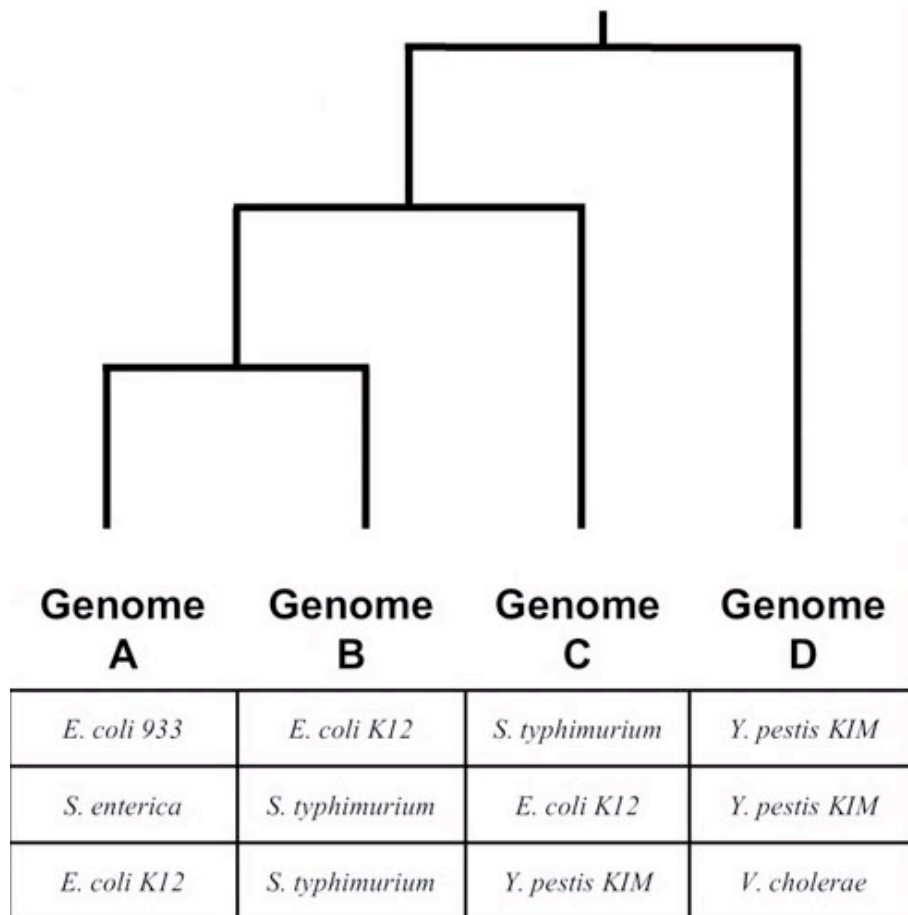 Genome Genome Genome Genome
A B C D
E. coli 933 E. coli K12 S. typhimurium Y. pestis KIM
S. enterica S. typhimurium E. coli K12 Y. pestis KIM
E. coli K12 S. typhimurium Y. pestis KIM V. cholerae